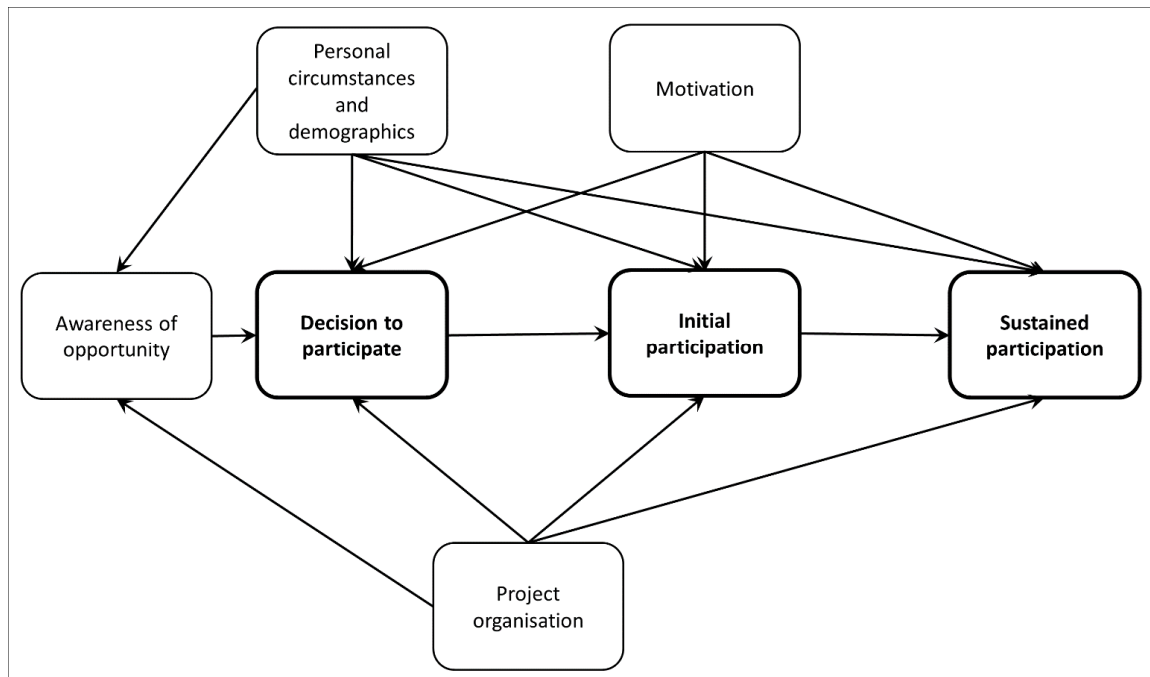 Personal
circumstances
and
demographics
Motivation
Awareness of
opportunity
Decision to
participate
Initial
participation
Sustained
participation
Project
organisation